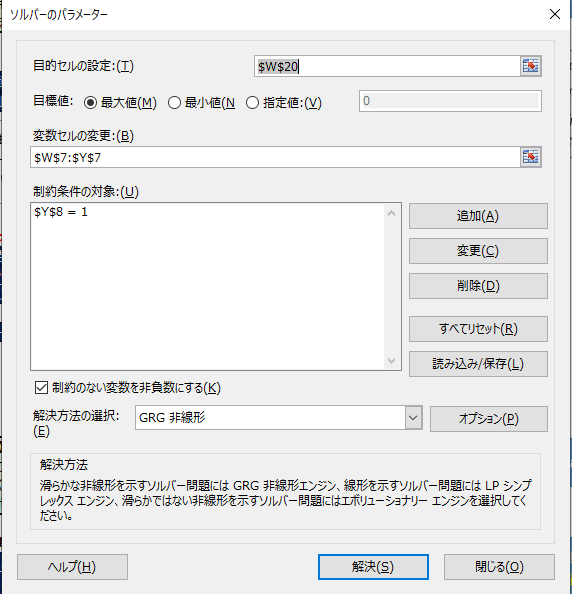 ソルバーのパラメーター
目的セルの設定:(T)
$W$20
目標値:
最大値(M)
最小値(N
指定値:(V)
0
変数セルの変更:(B)
$W$7:$Y$7
制約条件の対象:(U)
$Y$8 = 1
追加(A)
変更(C)
削除(D)
すべてリセット(R)
読み込み/保存(L)
制約のない変数を非負数にする(K)
解決方法の選択:
(E)
GRG 非線形
オプション(P)
解決方法
滑らかな非線形を示すソルバー問題には GRG 非線形エンジン、線形を示すソルバー問題には LP シンプ
レックス エンジン、滑らかではない非線形を示すソルバー問題にはエボリューショナリー エンジンを選択してく
ださい。
ヘルプ(H)
解決(S)
閉じる(O)